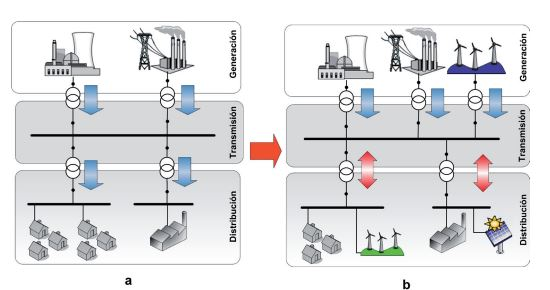 Generación
Transmisión
Distribución
a
Generación
Transmisión
Distribución
b